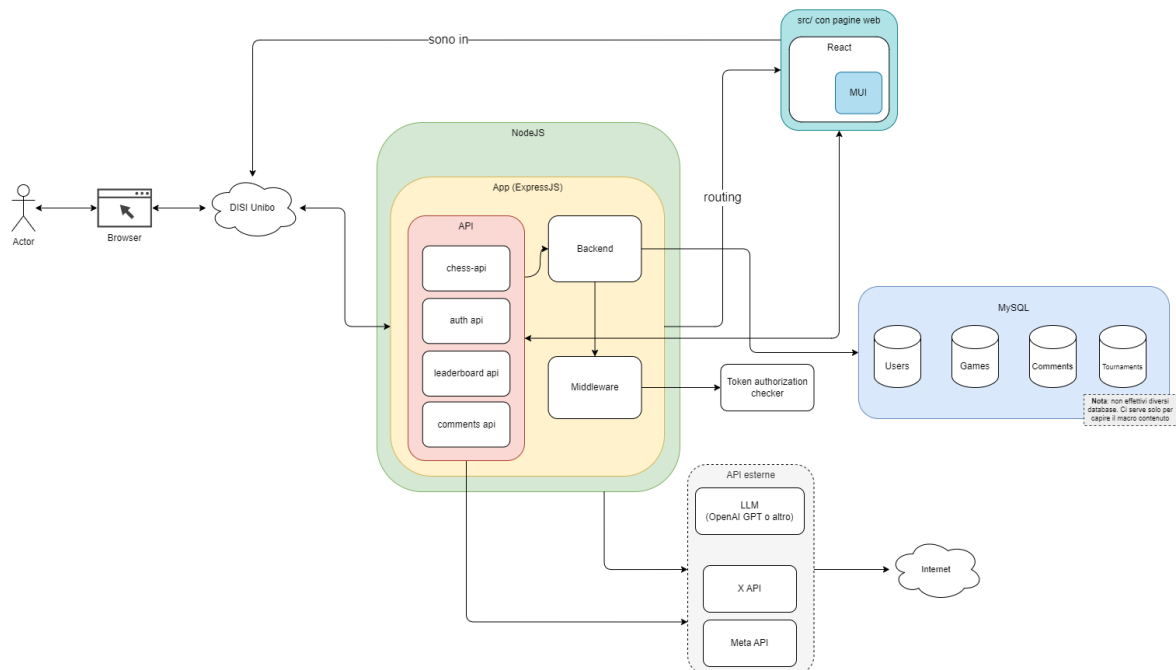 src/ con pagine web
React
MUI
sono in
NodeJS
App (ExpressJS)
routing
API
chess-api
auth api
leaderboard api
comments api
Backend
Middleware
Token authorization
checker
Actor
Browser
DISI Unibo
MySQL
Users
Games
Comments
Tournaments
Nota: non effettivi diversi
database. Ci serve solo per
capire il macro contenuto
API esterne
LLM
(OpenAI GPT o altro)
X API
Meta API
Internet